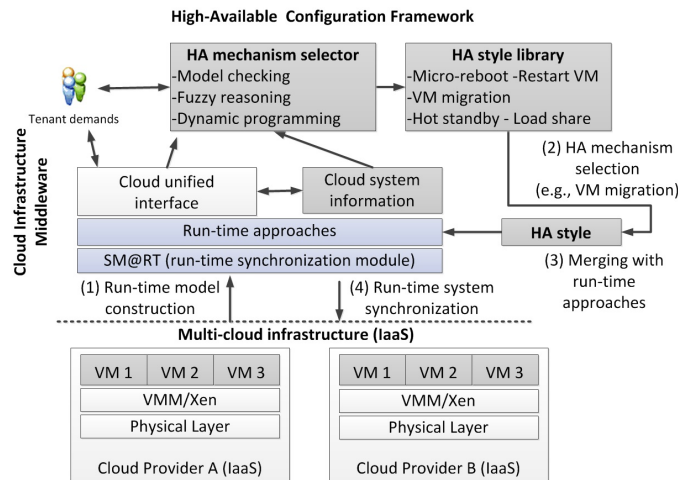 High-Available Configuration Framework
HA mechanism selector
-Model checking
-Fuzzy reasoning
-Dynamic programming
HA style library
-Micro-reboot -Restart VM
-VM migration
-Hot standby - Load share
Tenant demands
Cloud Infrastructure
Middleware
Cloud unified
interface
Cloud system
information
(2) HA mechanism
selection
(e.g., VM migration)
Run-time approaches
HA style
SM@RT (run-time synchronization module)
(3) Merging with
run-time
approaches
(1) Run-time model
construction
(4) Run-time system
synchronization
Multi-cloud infrastructure (IaaS)
VM 1 VM 2 VM 3
VMM/Xen
Physical Layer
Cloud Provider A (IaaS)
VM 1 VM 2 VM 3
VMM/Xen
Physical Layer
Cloud Provider B (IaaS)